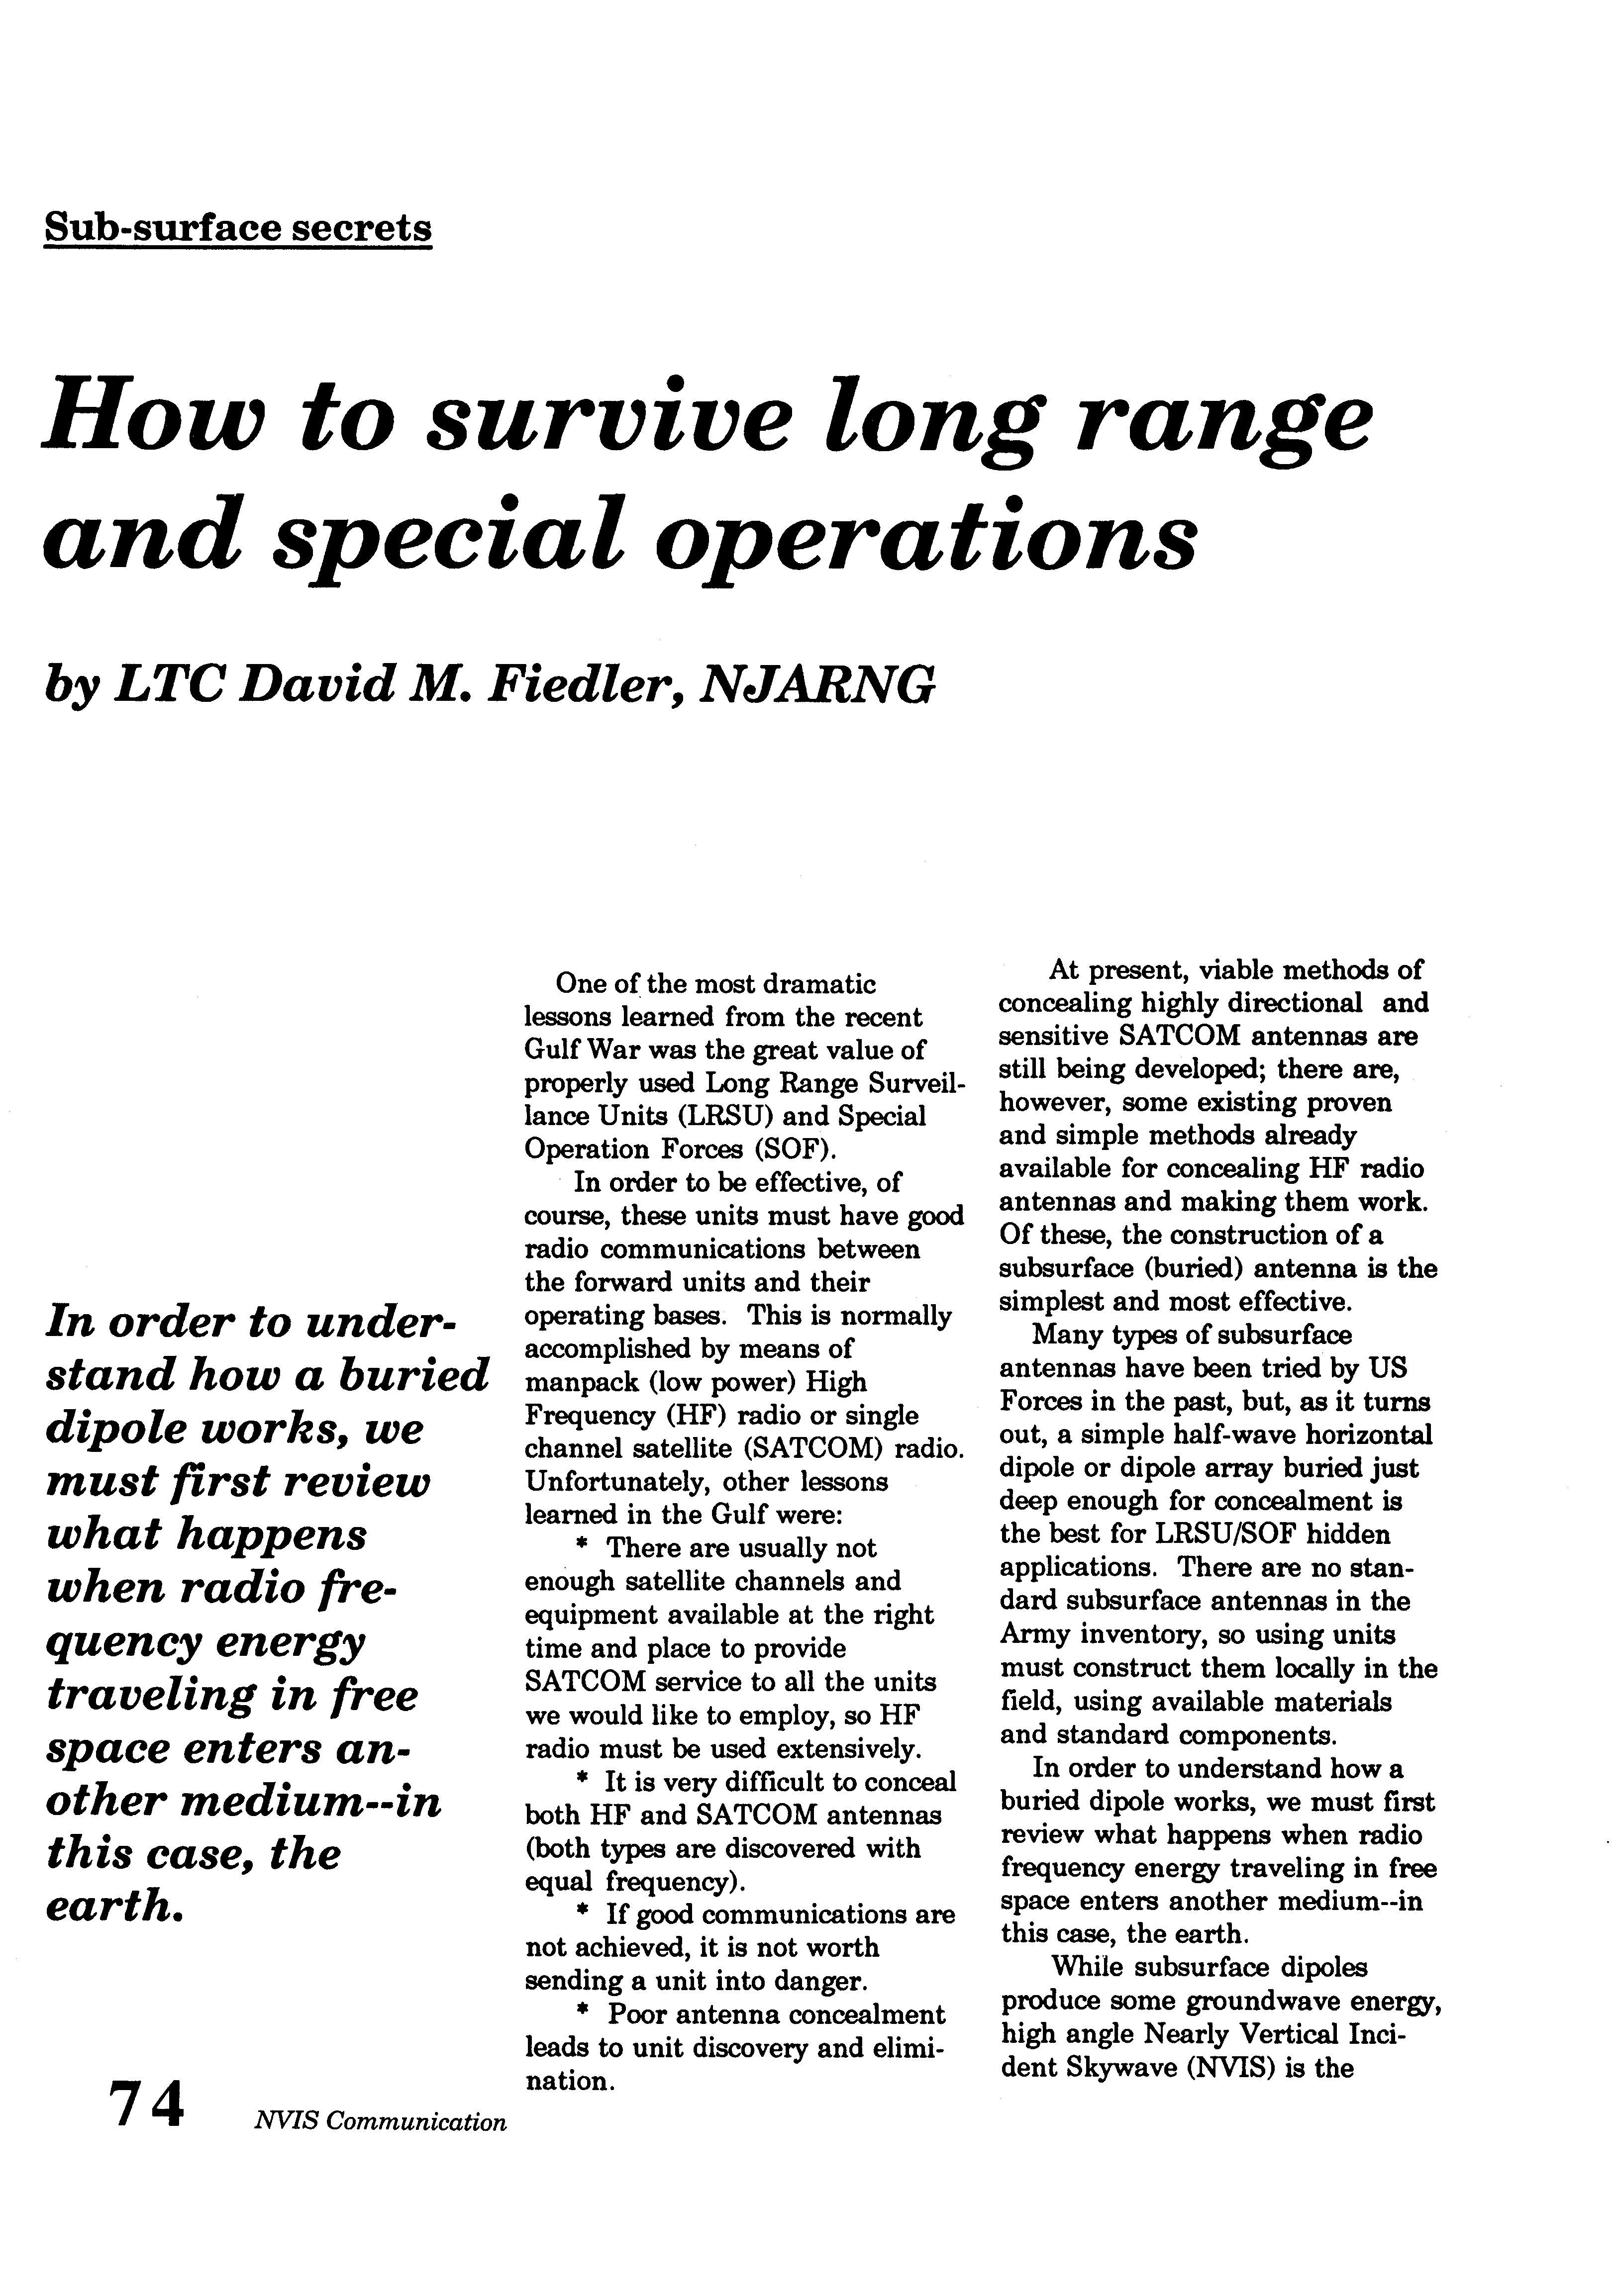 Sub-surface secrets
How to survive long range
and special operations
by LTC David M. Fiedler, NJARNG
In order to under-
stand how a buried
dipole works, we
must first review
what happens
when radio fre-
quency energy
traveling in free
space enters an-
other medium--in
this case, the
earth.
One of the most dramatic
lessons learned from the recent
Gulf War was the great value of
properly used Long Range Surveil-
lance Units (LRSU) and Special
Operation Forces (SOF).
In order to be effective, of
course, these units must have good
radio communications between
the forward units and their
operating bases. This is normally
accomplished by means of
manpack (low power) High
Frequency (HF) radio or single
channel satellite (SATCOM) radio.
Unfortunately, other lessons
learned in the Gulf were:
* There are usually not
enough satellite channels and
equipment available at the right
time and place to provide
SATCOM service to all the units
we would like to employ, so HF
radio must be used extensively.
* It is very difficult to conceal
both HF and SATCOM antennas
(both types are discovered with
equal frequency).
* If good communications are
not achieved, it is not worth
sending a unit into danger.
* Poor antenna concealment
leads to unit discovery and elimi-
nation.
At present, viable methods of
concealing highly directional and
sensitive SATCOM antennas are
still being developed; there are,
however, some existing proven
and simple methods already
available for concealing HF radio
antennas and making them work.
Of these, the construction of a
subsurface (buried) antenna is the
simplest and most effective.
Many types of subsurface
antennas have been tried by US
Forces in the past, but, as it turns
out, a simple half-wave horizontal
dipole or dipole array buried just
deep enough for concealment is
the best for LRSU/SOF hidden
applications. There are no stan-
dard subsurface antennas in the
Army inventory, so using units
must construct them locally in the
field, using available materials
and standard components.
In order to understand how a
buried dipole works, we must first
review what happens when radio
frequency energy traveling in free
space enters another medium--in
this case, the earth.
While subsurface dipoles
produce some groundwave energy,
high angle Nearly Vertical Inci-
dent Skywave (NVIS) is the
74
NVIS Communication